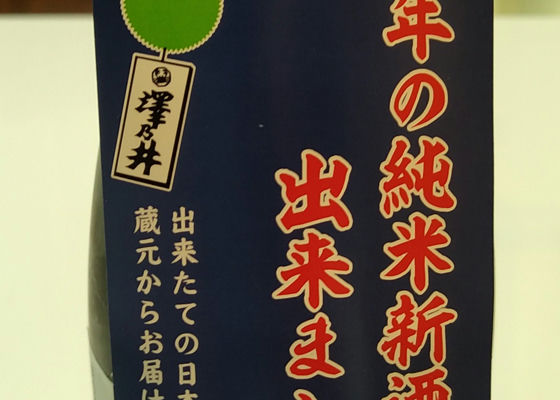 年の純米新酒
出来ま
澤乃井
出来たての日本
蔵元からお届け